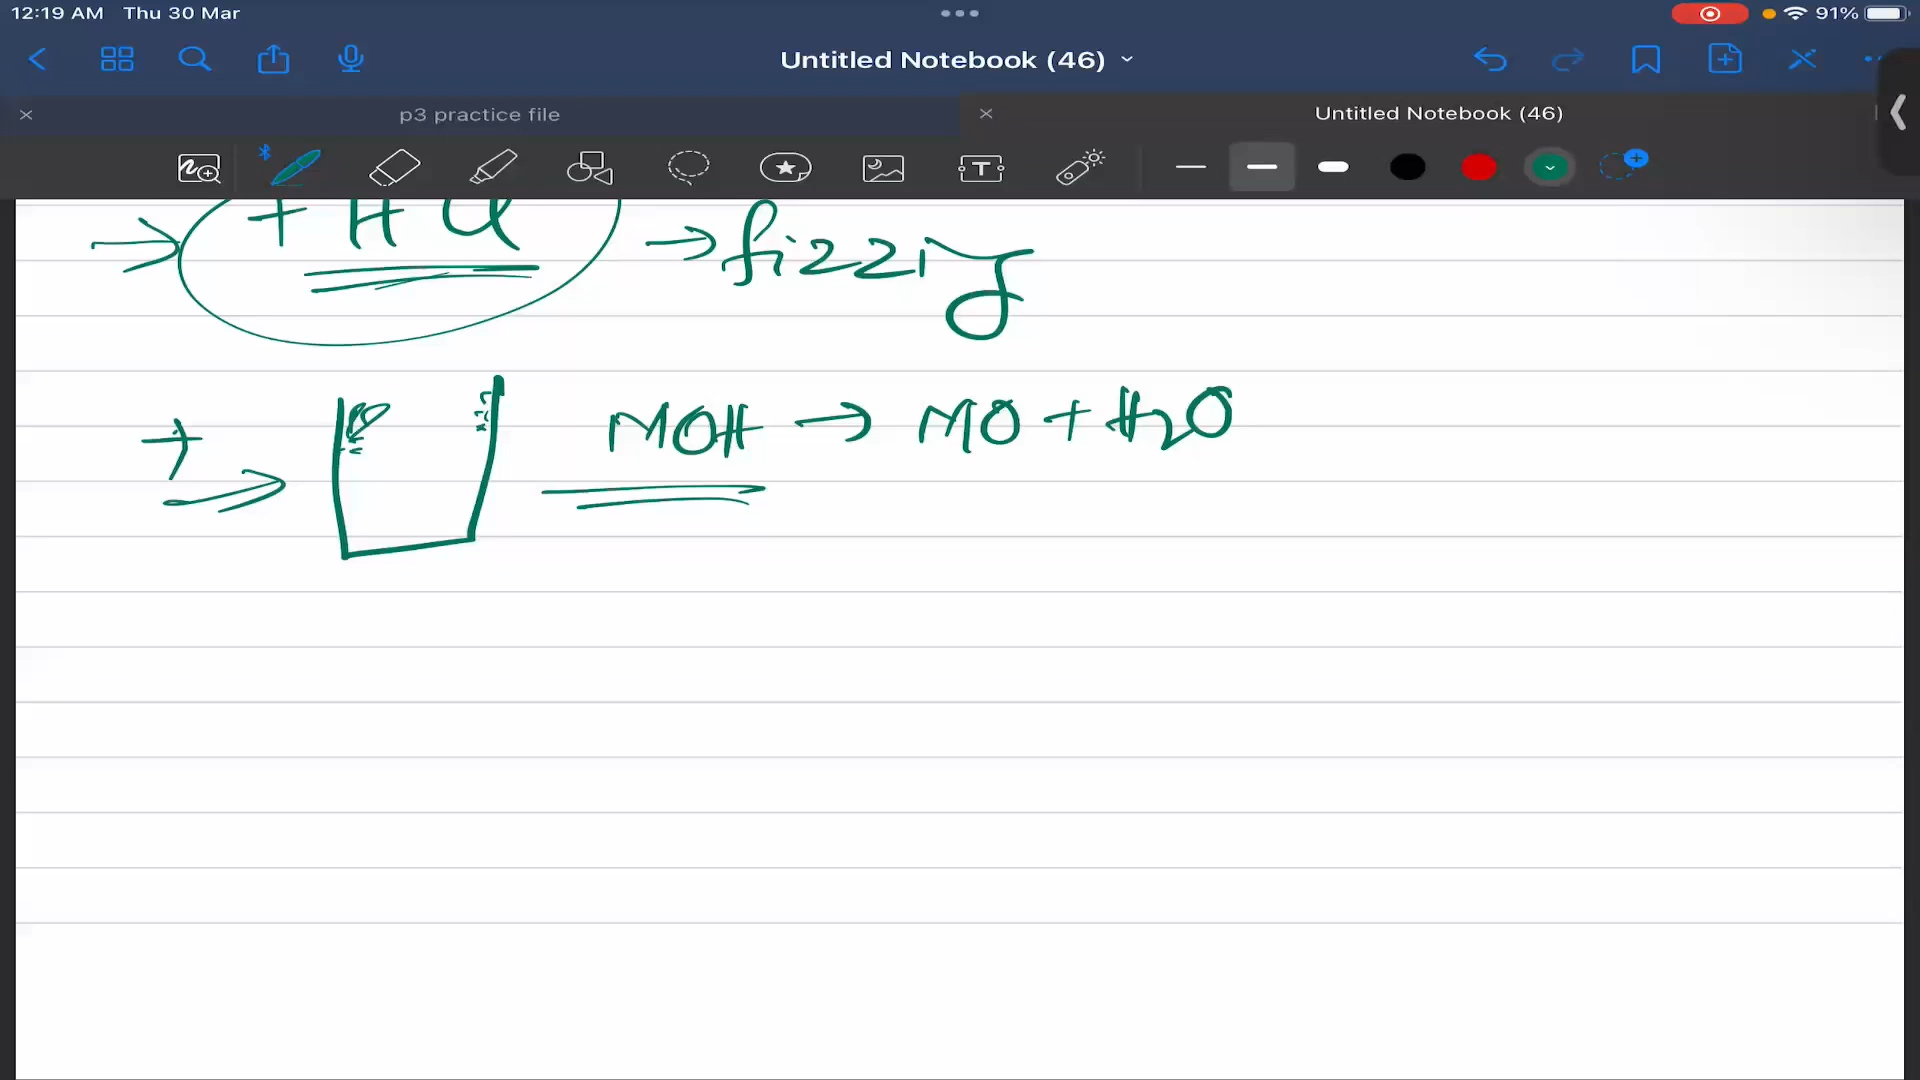 12:19 AM Thu 30 Mar 91%
Untitled Notebook (46)
p3 practice file Untitled Notebook (46)
T
→ + HCl → fizzing
+ → MOH → MO + H2O